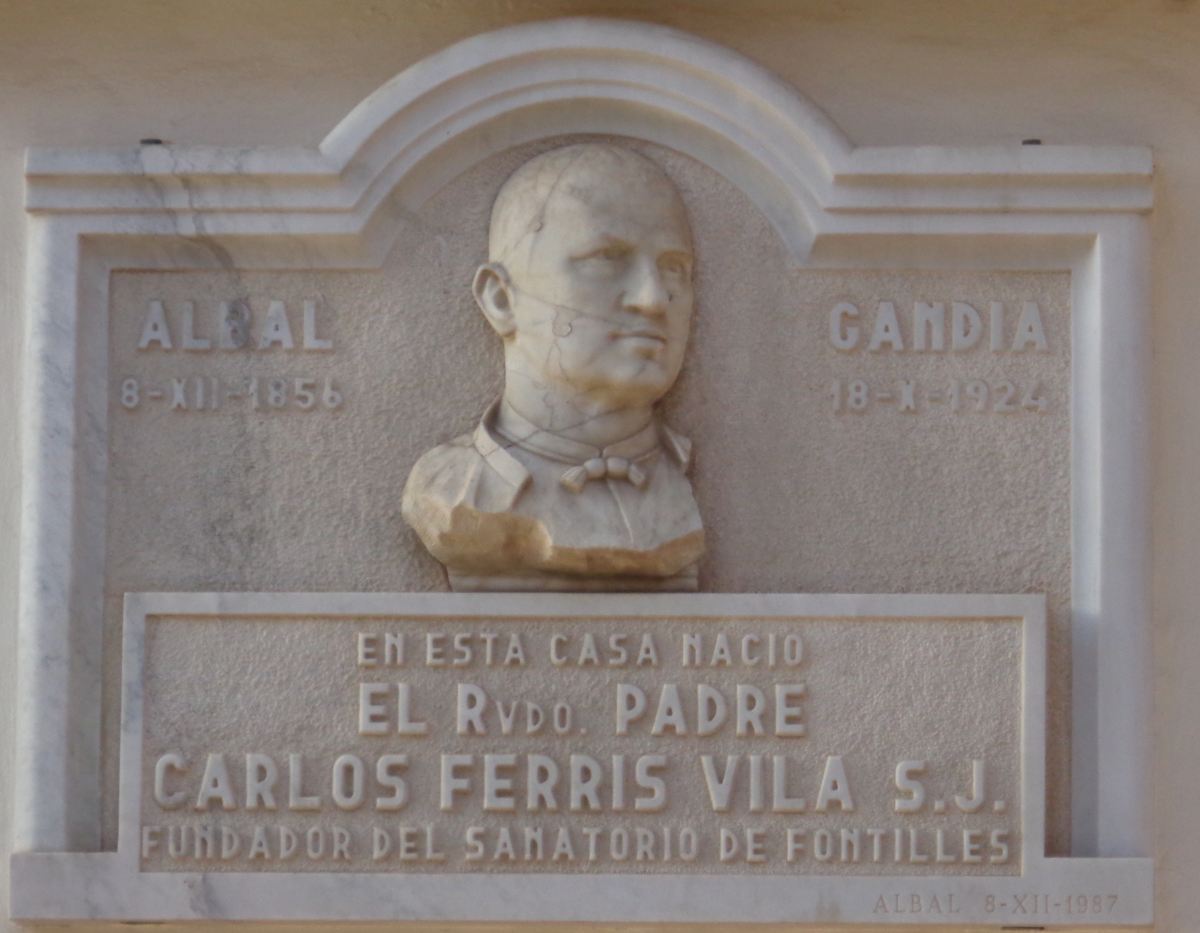 ALBAL
8-XII-1856
GANDIA
18-X-1924
EN ESTA CASA NACIO
EL RVDO. PADRE
CARLOS FERRIS VILA S.J.
FUNDADOR DEL SANATORIO DE FONTILLES
ALBAL 8-XII-1987